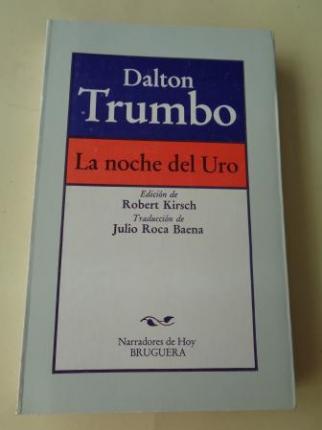 Dalton
Trumbo
La noche del Uro
Edición de
Robert Kirsch
Traducción de
Julio Roca Baena
Narradores de Hoy
BRUGUERA